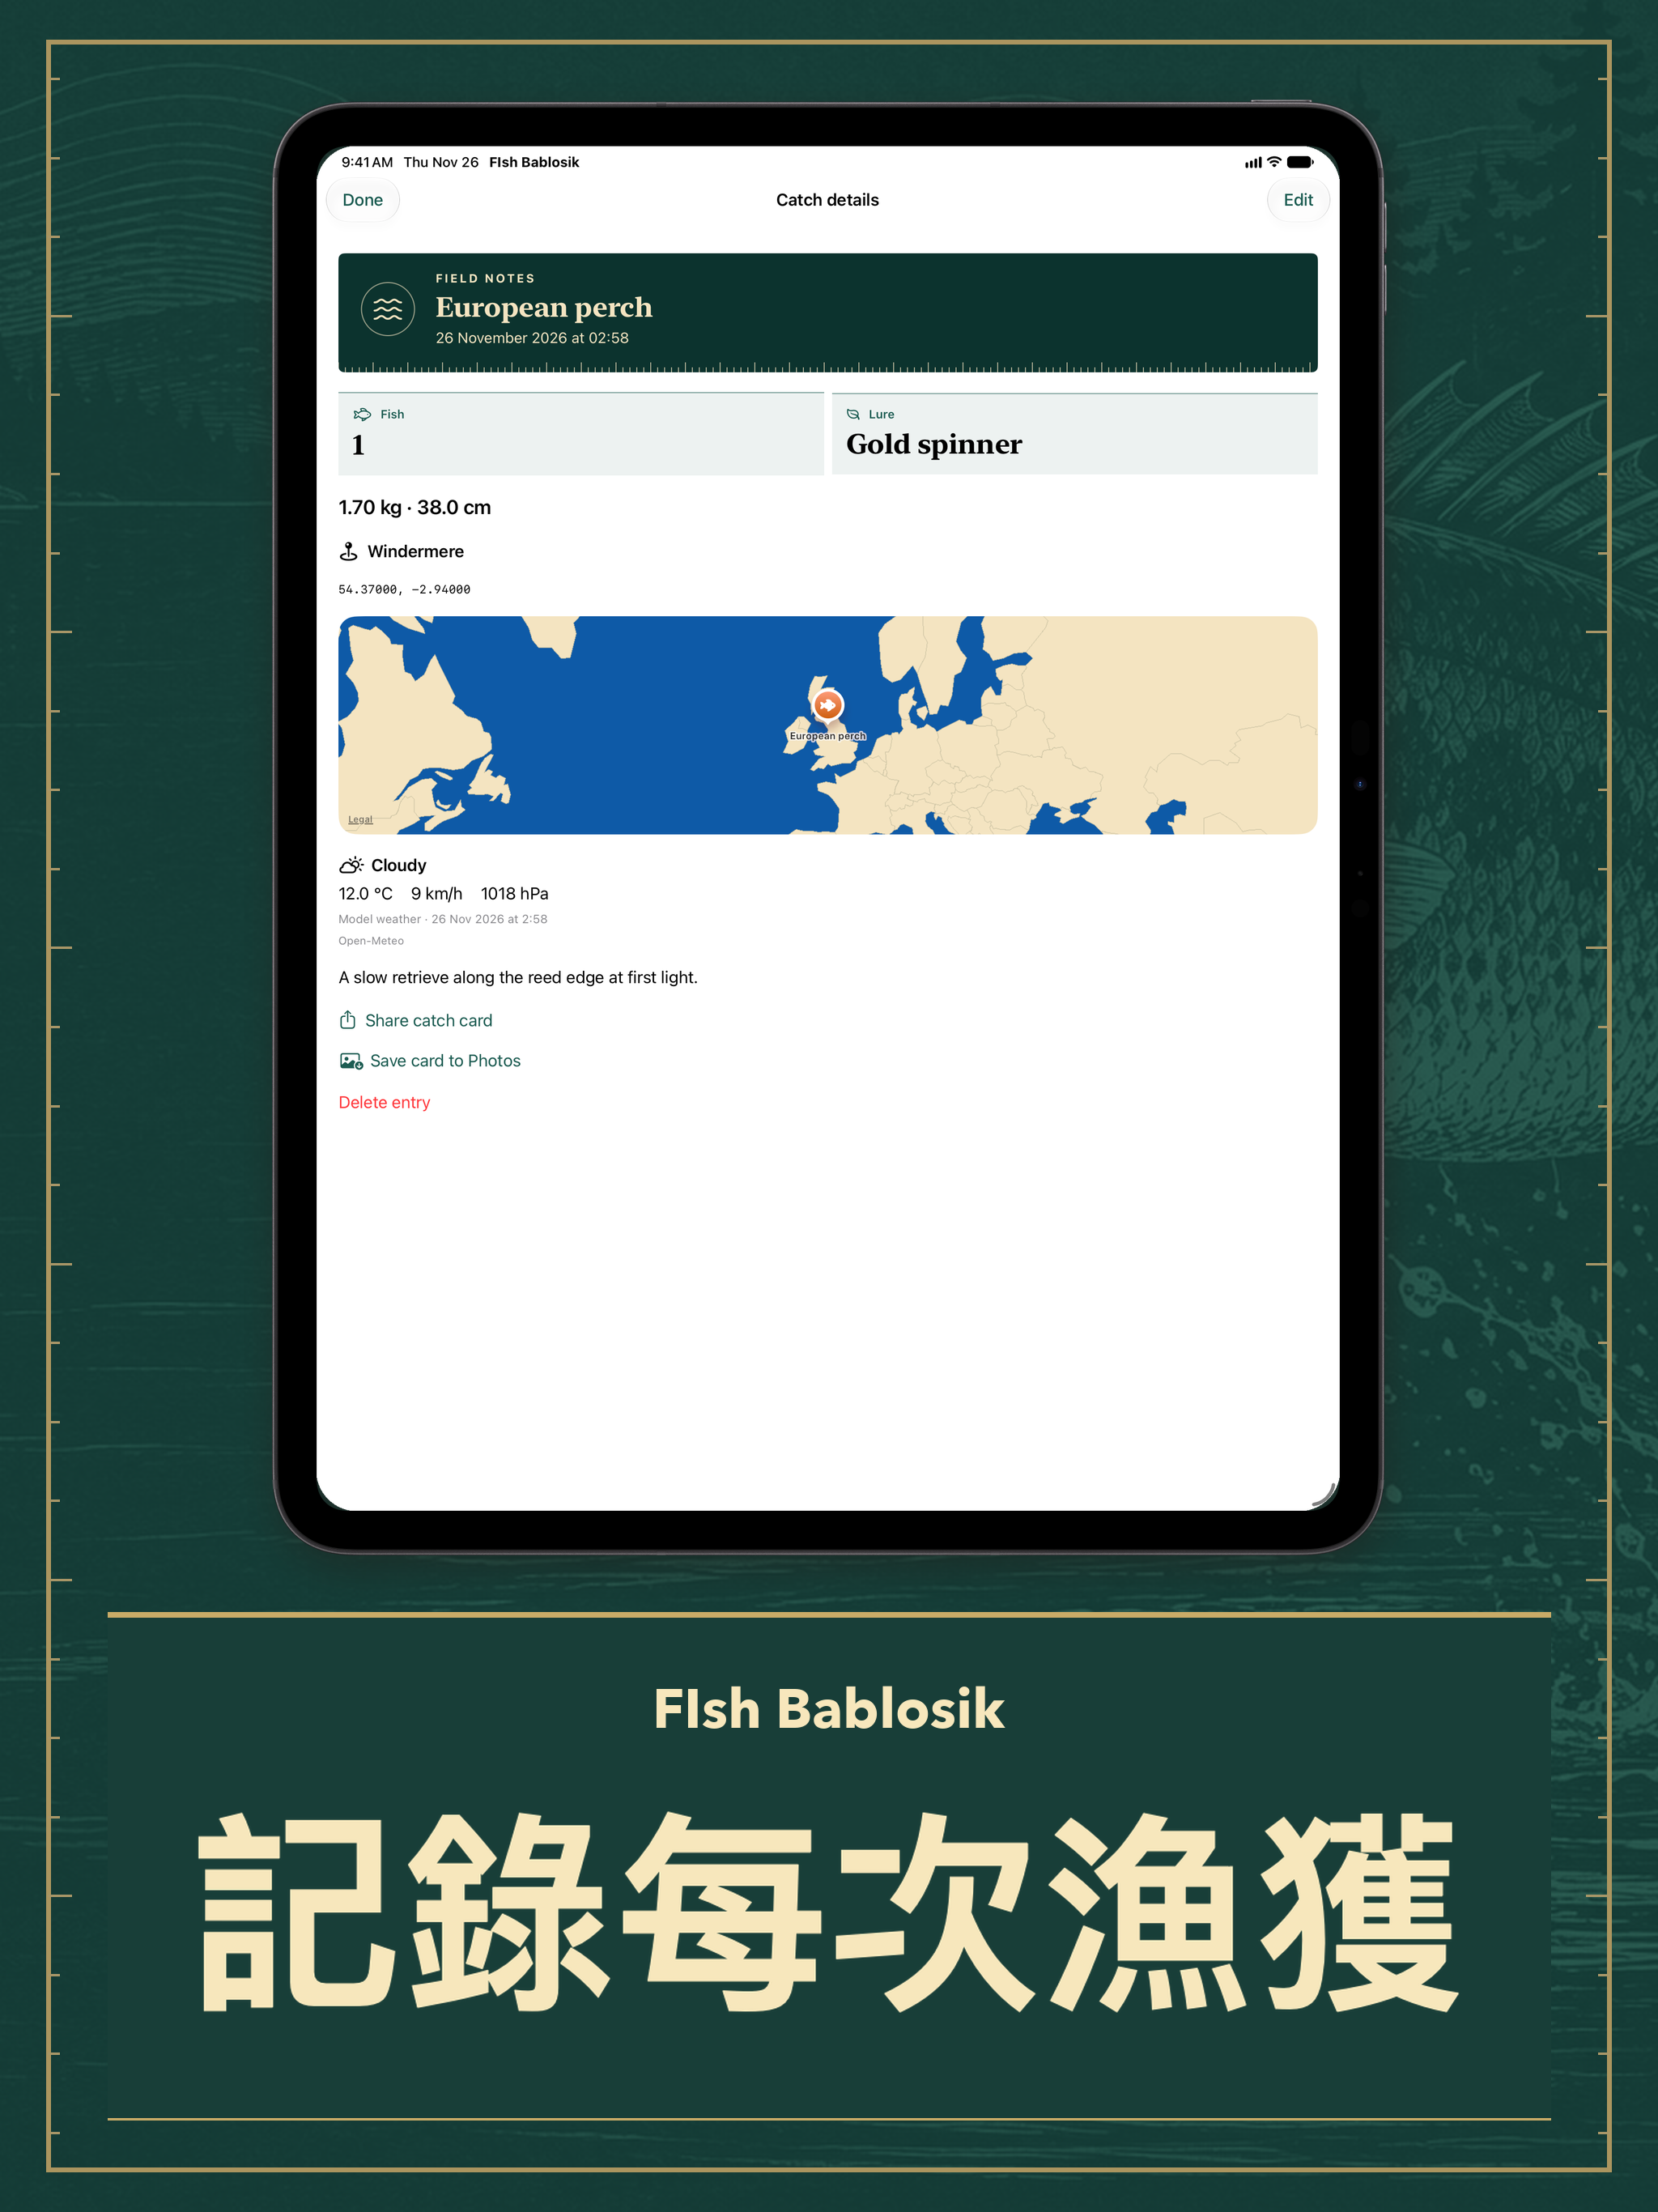 9:41 AM Thu Nov 26 FIsh Bablosik
Done Catch details Edit
FIELD NOTES
European perch
26 November 2026 at 02:58
Fish
1
Lure
Gold spinner
1.70 kg · 38.0 cm
Windermere
54.37000, −2.94000
European perch
Legal
Cloudy
12.0 °C 9 km/h 1018 hPa
Model weather · 26 Nov 2026 at 2:58
Open-Meteo
A slow retrieve along the reed edge at first light.
Share catch card
Save card to Photos
Delete entry
FIsh Bablosik
記錄每次漁獲